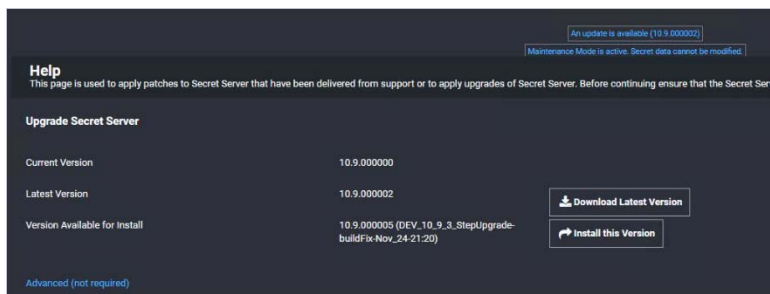 An update is available (10.9.000002)
Maintenance Mode is active. Secret data cannot be modified.
Help
This page is used to apply patches to Secret Server that have been delivered from support or to apply upgrades of Secret Server. Before continuing ensure that the Secret Ser
Upgrade Secret Server
Current Version 10.9.000000
Latest Version 10.9.000002 Download Latest Version
Version Available for Install 10.9.000005 (DEV_10_9_3_StepUpgrade-
buildFix-Nov_24-21:20) Install this Version
Advanced (not required)